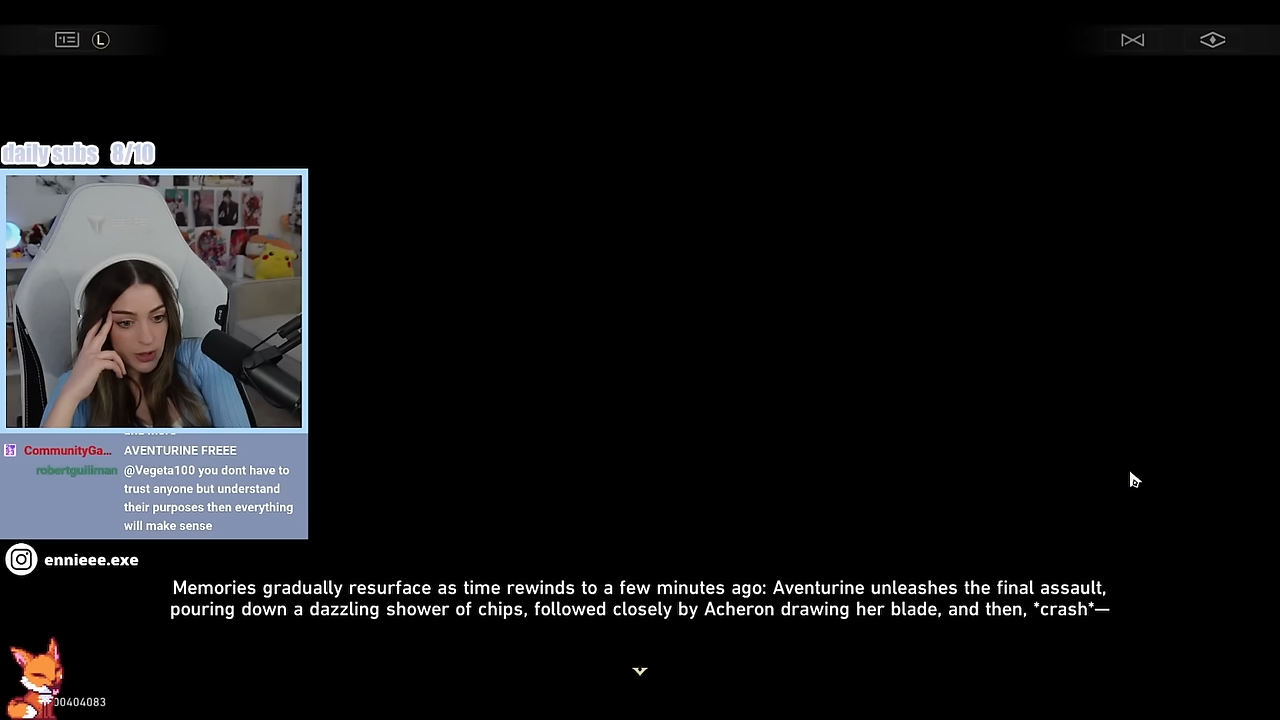 L
daily subs 8/10
CommunityGa... AVENTURINE FREEE
robertguiliman @Vegeta100 you dont have to
trust anyone but understand
their purposes then everything
will make sense
ennieee.exe
Memories gradually resurface as time rewinds to a few minutes ago: Aventurine unleashes the final assault,
pouring down a dazzling shower of chips, followed closely by Acheron drawing her blade, and then, *crash*—
00404083